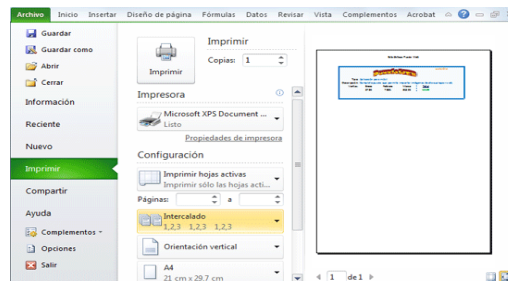 Archivo Inicio Insertar Diseño de página Fórmulas Datos Revisar Vista Complementos Acrobat
Guardar
Guardar como
Abrir
Cerrar
Información
Reciente
Nuevo
Imprimir
Compartir
Ayuda
Complementos
Opciones
Salir
Imprimir
Imprimir
Copias: 1
Impresora
Microsoft XPS Document ...
Listo
Propiedades de impresora
Configuración
Imprimir hojas activas
Imprimir sólo las hojas acti...
Páginas: a
Intercalado
1,2,3 1,2,3 1,2,3
Orientación vertical
A4
21 cm x 29,7 cm
1 de 1